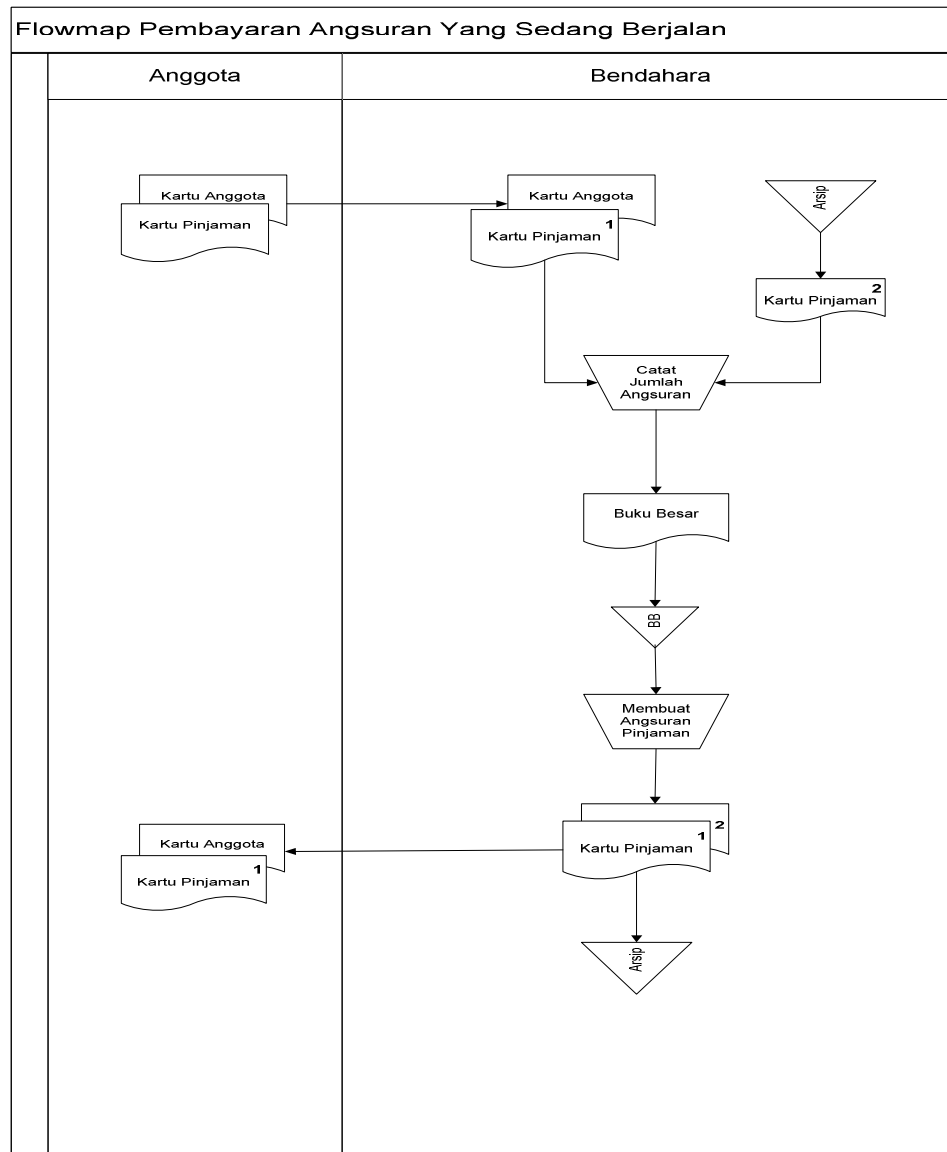 Flowmap Pembayaran Angsuran Yang Sedang Berjalan
Anggota
Bendahara
Kartu Anggota
Kartu Pinjaman
Kartu Anggota
1
Kartu Pinjaman
Arsip
2
Kartu Pinjaman
Catat
Jumlah
Angsuran
Buku Besar
BB
Membuat
Angsuran
Pinjaman
2
1
Kartu Pinjaman
Kartu Anggota
1
Kartu Pinjaman
Arsip